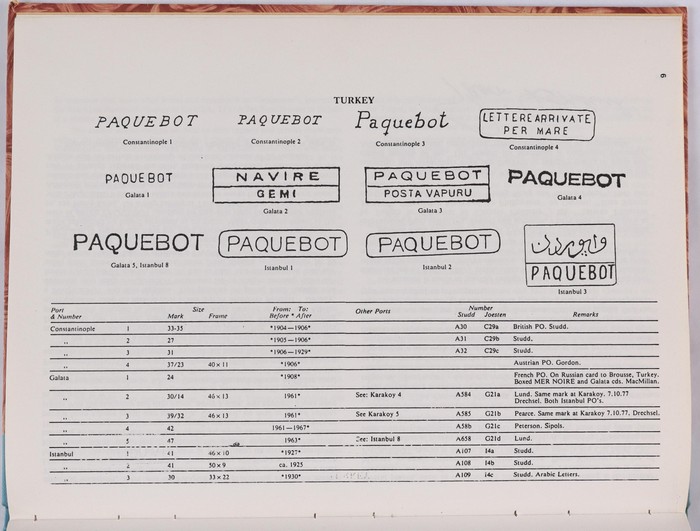 6
TURKEY
PAQUEBOT PAQUEBOT Paquebot LETTERE ARRIVATE
PER MARE
Constantinople 1 Constantinople 2 Constantinople 3 Constantinople 4
PAQUEBOT NAVIRE PAQUEBOT PAQUEBOT
GEMI POSTA VAPURU
Galata 1 Galata 2 Galata 3 Galata 4
PAQUEBOT PAQUEBOT PAQUEBOT
PAQUEBOT
Galata 5, Istanbul 8 Istanbul 1 Istanbul 2 Istanbul 3
Port Size From: To: Other Ports Number Remarks
& Number Mark Frame Before * After Studd Joesten
Constantinople 1 33-35 *1904—1906* A30 C29a British PO. Studd.
,, 2 27 *1905—1906* A31 C29b Studd.
,, 3 31 *1906—1929* A32 C29c Studd.
,, 4 37/23 40 x 11 *1906* Austrian PO. Gordon.
Galata 1 24 *1908* French PO. On Russian card to Brousse, Turkey.
Boxed MER NOIRE and Galata cds. MacMillan.
,, 2 30/14 46 x 13 1961* See: Karakoy 4 A584 G21a Lund. Same mark at Karakoy. 7.10.77
Drechsel. Both Istanbul PO's.
,, 3 39/32 46 x 13 1961* See Karakoy 5 A585 G21b Pearce. Same mark at Karakoy 7.10.77. Drechsel.
,, 4 42 1961—1967* A58b G21c Peterson. Sipols.
,, 5 47 1963* See: Istanbul 8 A658 G21d Lund.
Istanbul 1 41 46 x 10 *1927* A107 I4a Studd.
,, 2 41 50 x 9 ca. 1925 A108 I4b Studd.
,, 3 30 33 x 22 *1930* A109 I4c Studd. Arabic Letters.